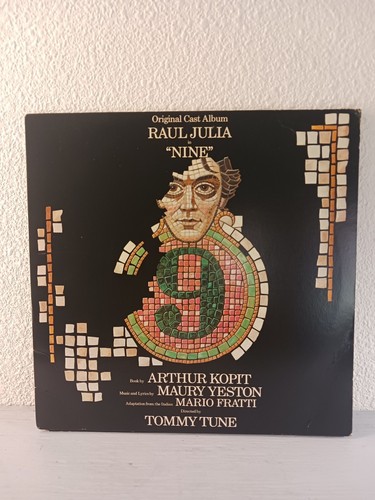 Original Cast Album
RAUL JULIA
in
"NINE"
9
Book by ARTHUR KOPIT
Music and Lyrics by MAURY YESTON
Adaptation from the Italian MARIO FRATTI
Directed by
TOMMY TUNE